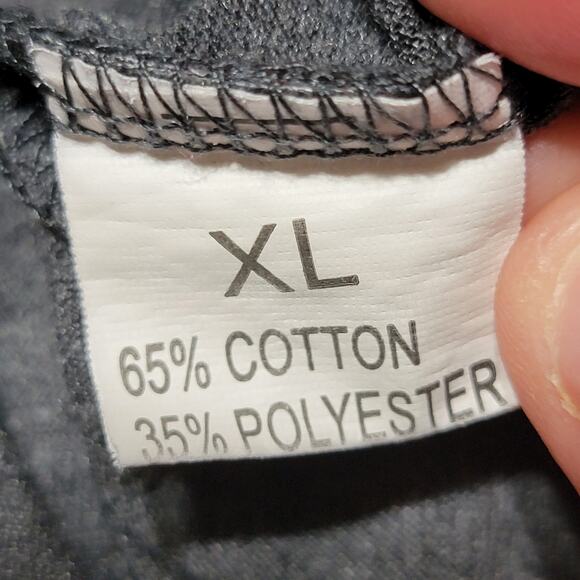 XL
65% COTTON
35% POLYESTER